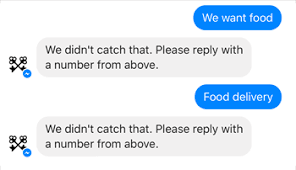 We want food
We didn't catch that. Please reply with
a number from above.
Food delivery
We didn't catch that. Please reply with
a number from above.